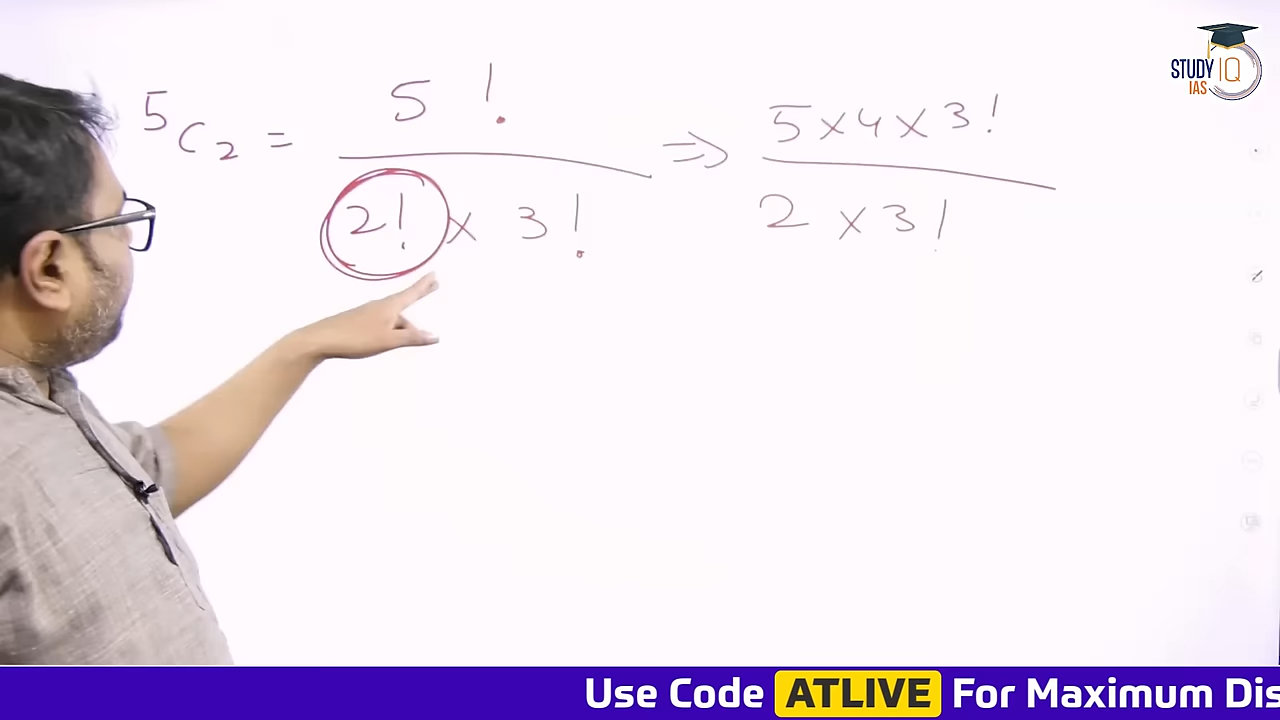 STUDY IQ
IAS
5C2 = 5! / 2! x 3! ⇒ 5x4x3! / 2 x 3!
Use Code ATLIVE For Maximum Dis